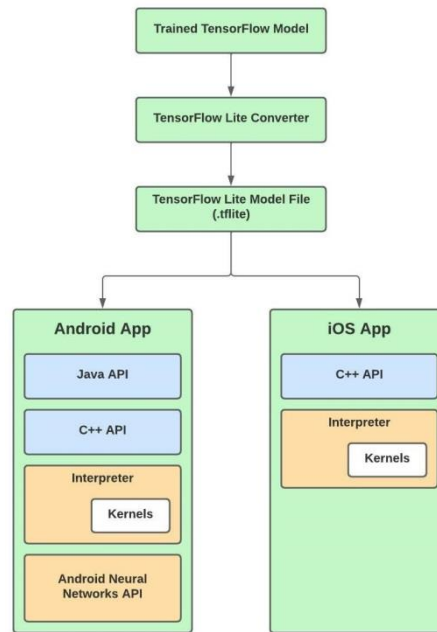 Trained TensorFlow Model
TensorFlow Lite Converter
TensorFlow Lite Model File
(.tflite)
Android App
Java API
C++ API
Interpreter
Kernels
Android Neural
Networks API
iOS App
C++ API
Interpreter
Kernels